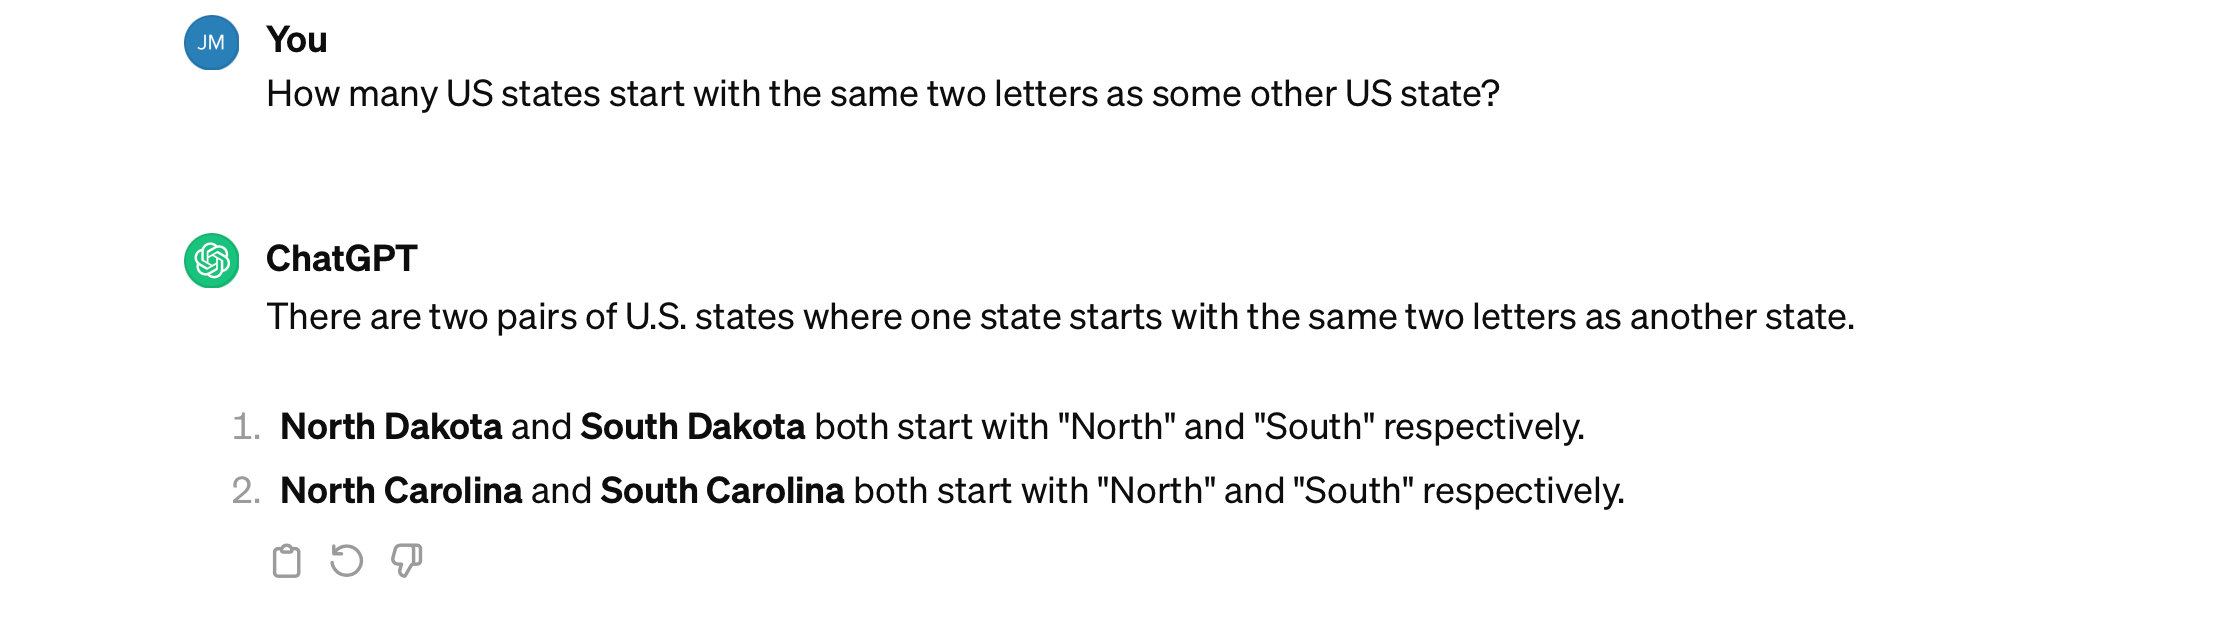 JM You
How many US states start with the same two letters as some other US state?
ChatGPT
There are two pairs of U.S. states where one state starts with the same two letters as another state.
1. North Dakota and South Dakota both start with "North" and "South" respectively.
2. North Carolina and South Carolina both start with "North" and "South" respectively.